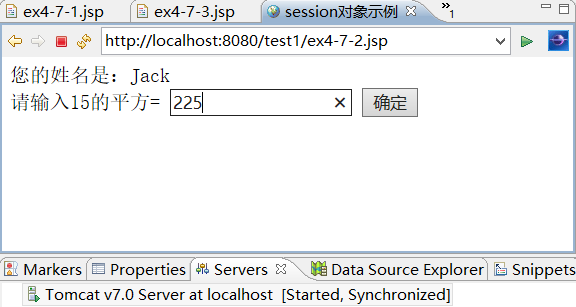 ex4-7-1.jsp ex4-7-3.jsp session对象示例 »1
http://localhost:8080/test1/ex4-7-2.jsp
您的姓名是：Jack
请输入15的平方= 225 确定
Markers Properties Servers Data Source Explorer Snippets
Tomcat v7.0 Server at localhost [Started, Synchronized]